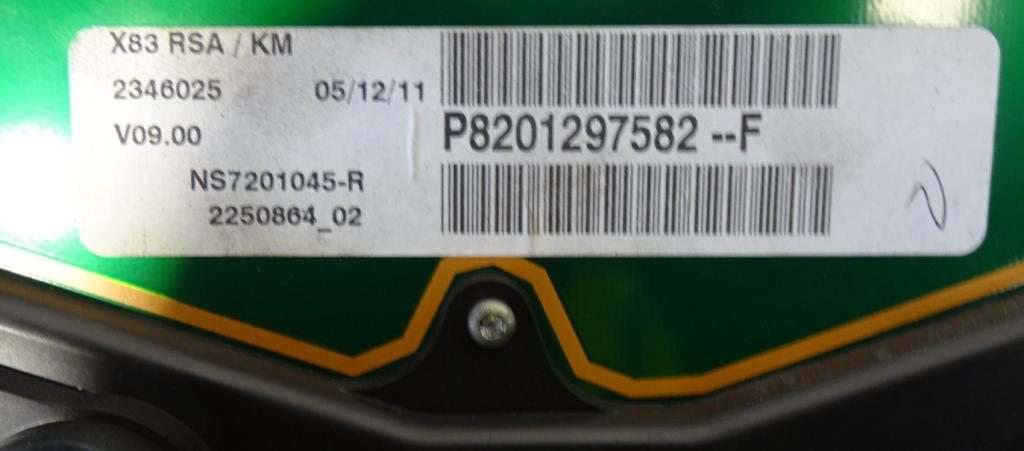 X83 RSA / KM
2346025 05/12/11
V09.00
P8201297582 --F
NS7201045-R
2250864_02